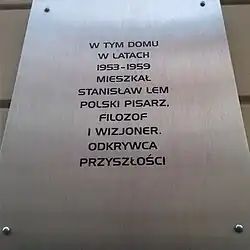 W TYM DOMU
W LATACH
1953-1959
MIESZKAŁ
STANISŁAW LEM
POLSKI PISARZ,
FILOZOF
I WIZJONER.
ODKRYWCA
PRZYSZŁOŚCI